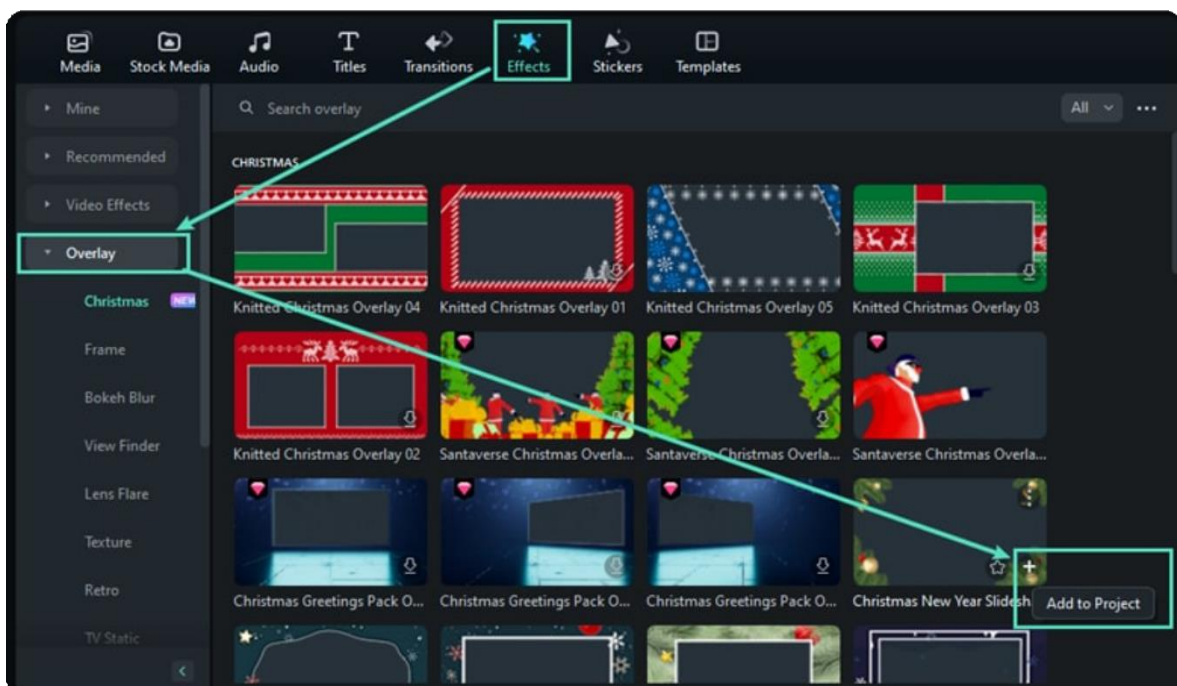 Media
Stock Media
Audio
Titles
Transitions
Effects
Stickers
Templates
Mine
Recommended
Video Effects
Overlay
Christmas NEW
Frame
Bokeh Blur
View Finder
Lens Flare
Texture
Retro
TV Static
Search overlay
All
CHRISTMAS
Knitted Christmas Overlay 04
Knitted Christmas Overlay 01
Knitted Christmas Overlay 05
Knitted Christmas Overlay 03
Knitted Christmas Overlay 02
Santaverse Christmas Overla...
Santaverse Christmas Overla...
Santaverse Christmas Overla...
Christmas Greetings Pack O...
Christmas Greetings Pack O...
Christmas Greetings Pack O...
Christmas New Year Slidesh
Add to Project